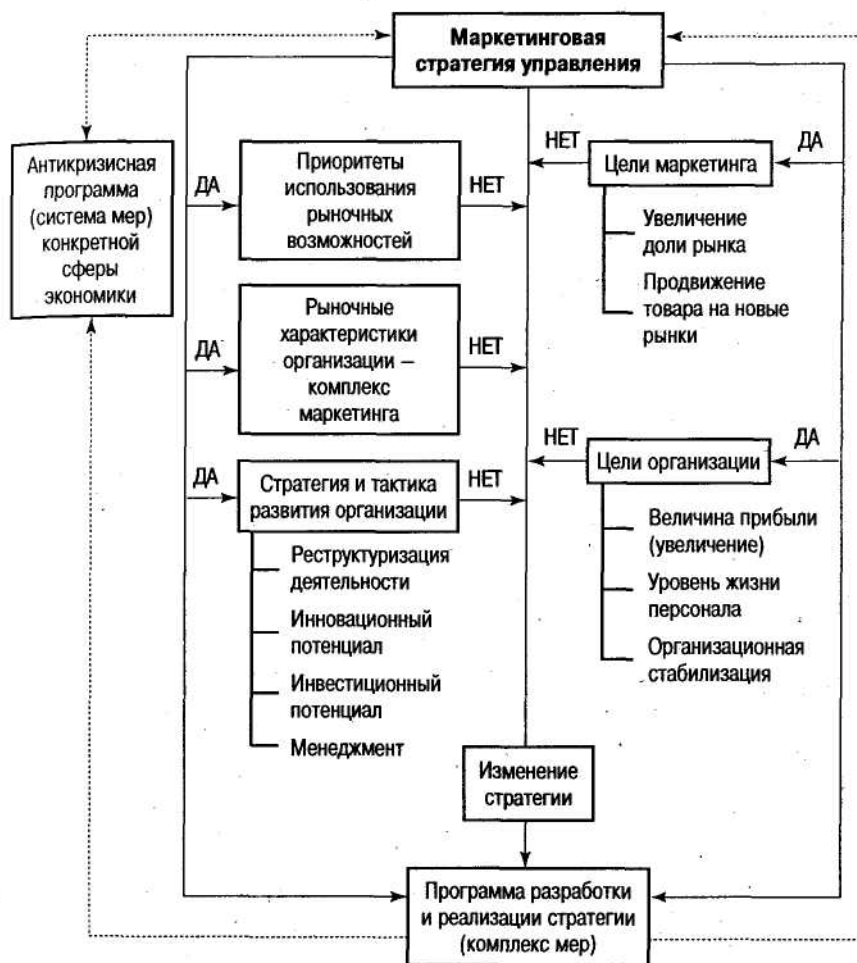 Маркетинговая
стратегия управления
Антикризисная
программа
(система мер)
конкретной
сферы
экономики
ДА
Приоритеты
использования
рыночных
возможностей
НЕТ
НЕТ
Цели маркетинга
ДА
Увеличение
доли рынка
Продвижение
товара на новые
рынки
ДА
Рыночные
характеристики
организации –
комплекс
маркетинга
НЕТ
НЕТ
Цели организации
ДА
Величина прибыли
(увеличение)
Уровень жизни
персонала
Организационная
стабилизация
ДА
Стратегия и тактика
развития организации
НЕТ
Реструктуризация
деятельности
Инновационный
потенциал
Инвестиционный
потенциал
Менеджмент
Изменение
стратегии
Программа разработки
и реализации стратегии
(комплекс мер)